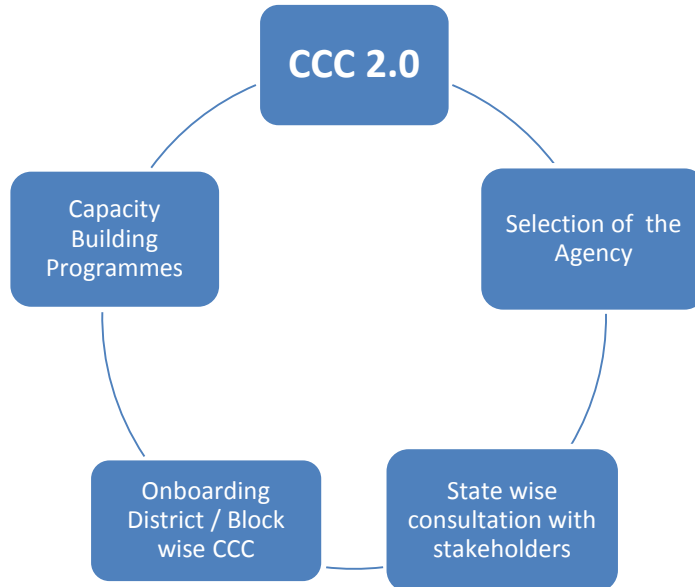 CCC 2.0
Selection of the
Agency
State wise
consultation with
stakeholders
Onboarding
District / Block
wise CCC
Capacity
Building
Programmes